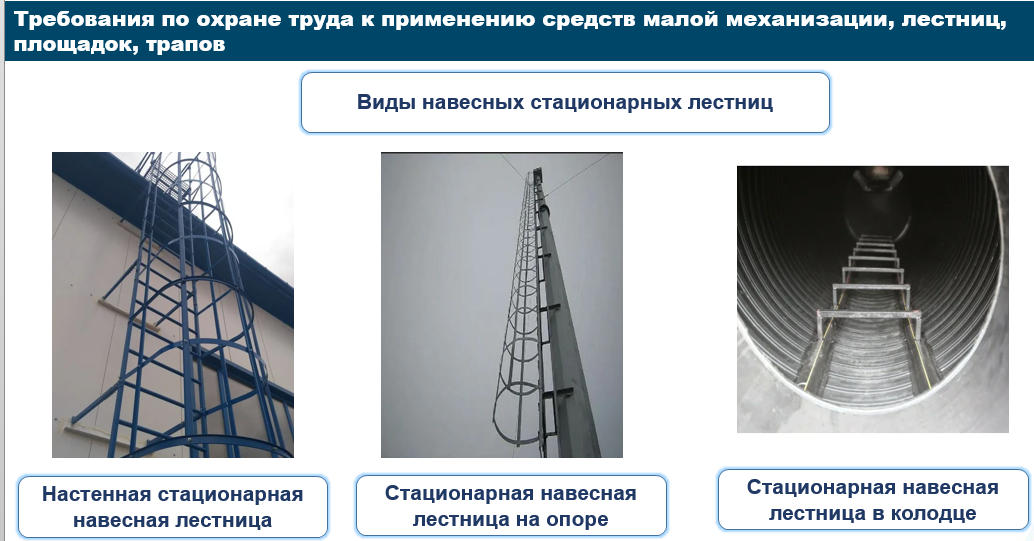 Требования по охране труда к применению средств малой механизации, лестниц,
площадок, трапов
Виды навесных стационарных лестниц
Настенная стационарная
навесная лестница
Стационарная навесная
лестница на опоре
Стационарная навесная
лестница в колодце